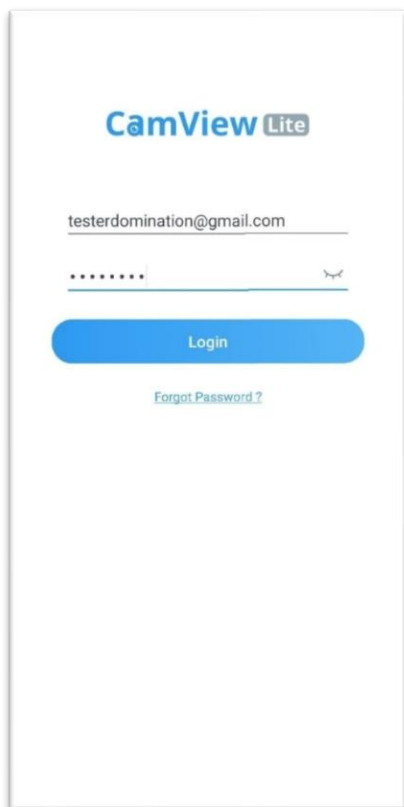 CamView Lite
testerdomination@gmail.com
••••••••
Login
Forgot Password ?